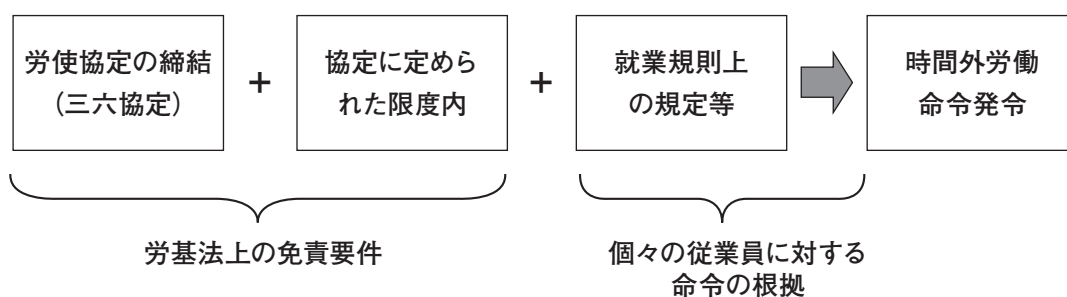 労使協定の締結
(三六協定)
+
協定に定めら
れた限度内
+
就業規則上
の規定等
時間外労働
命令発令
労基法上の免責要件
個々の従業員に対する
命令の根拠